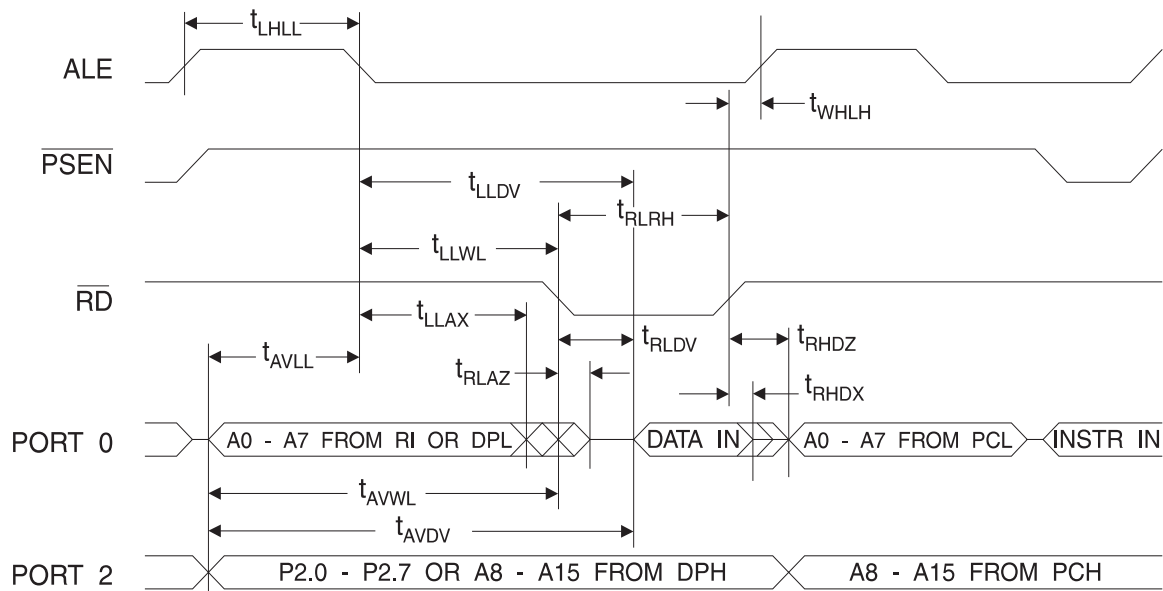 tLHLL
ALE
tWHLH
PSEN
tLLDV
tRLRH
tLLWL
RD
tLLAX
tRLDV
tRHDZ
tAVLL
tRLAZ
tRHDX
PORT 0
A0 - A7 FROM RI OR DPL
DATA IN
A0 - A7 FROM PCL
INSTR IN
tAVWL
tAVDV
PORT 2
P2.0 - P2.7 OR A8 - A15 FROM DPH
A8 - A15 FROM PCH